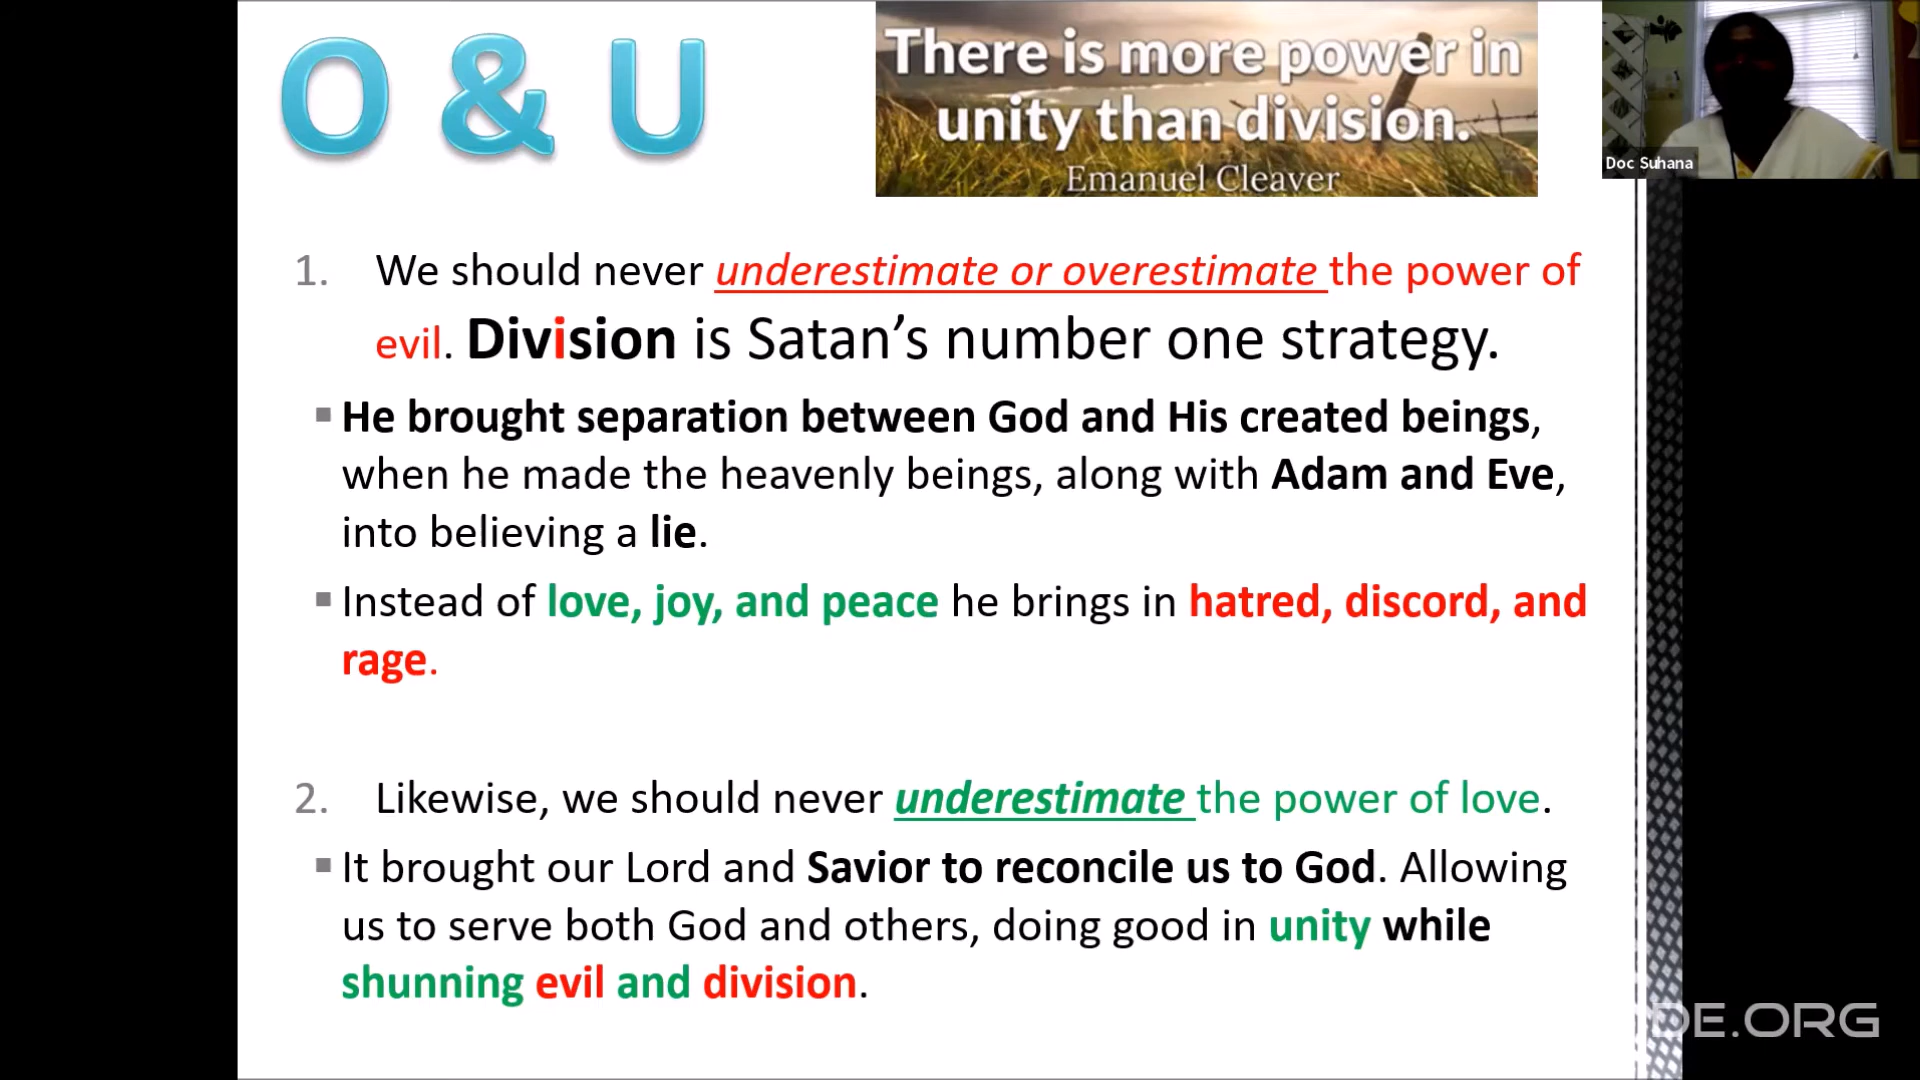 O & U
There is more power in
unity than division.
Emanuel Cleaver
Doc Suhana
1. We should never underestimate or overestimate the power of
evil. Division is Satan’s number one strategy.
▪ He brought separation between God and His created beings,
when he made the heavenly beings, along with Adam and Eve,
into believing a lie.
▪ Instead of love, joy, and peace he brings in hatred, discord, and
rage.
2. Likewise, we should never underestimate the power of love.
▪ It brought our Lord and Savior to reconcile us to God. Allowing
us to serve both God and others, doing good in unity while
shunning evil and division.
DE.ORG